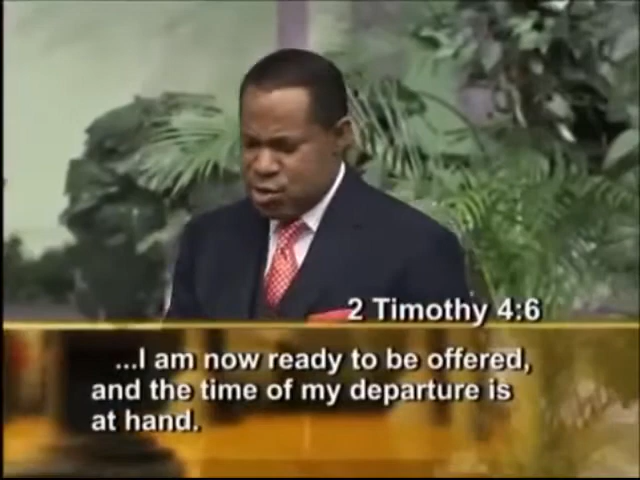 2 Timothy 4:6
...I am now ready to be offered,
and the time of my departure is
at hand.